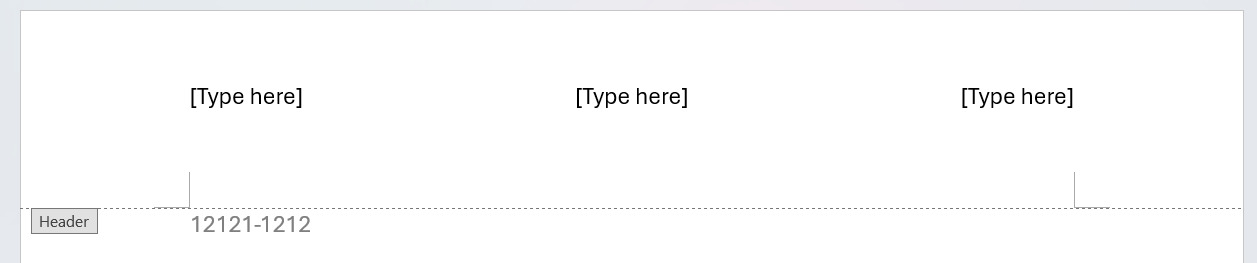 [Type here] [Type here] [Type here]
Header
12121-1212